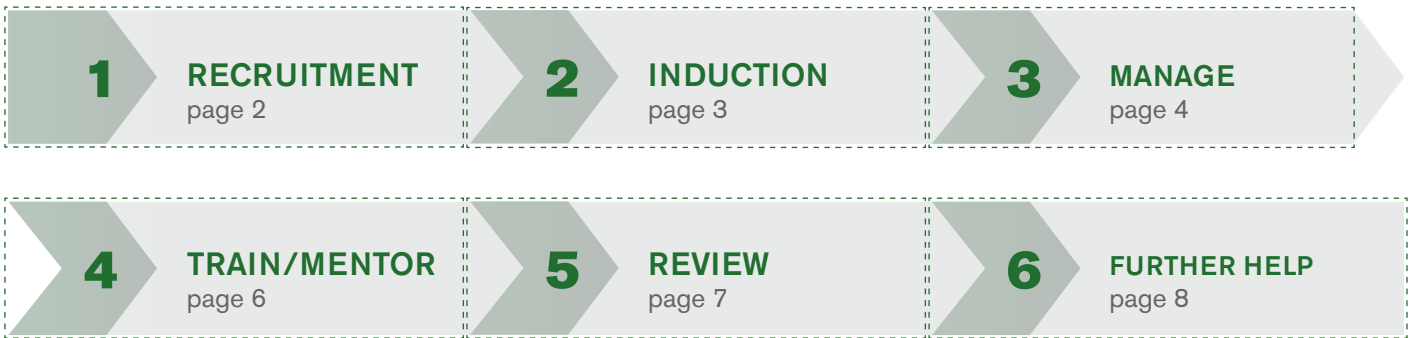 1
RECRUITMENT
page 2
2
INDUCTION
page 3
3
MANAGE
page 4
4
TRAIN/MENTOR
page 6
5
REVIEW
page 7
6
FURTHER HELP
page 8